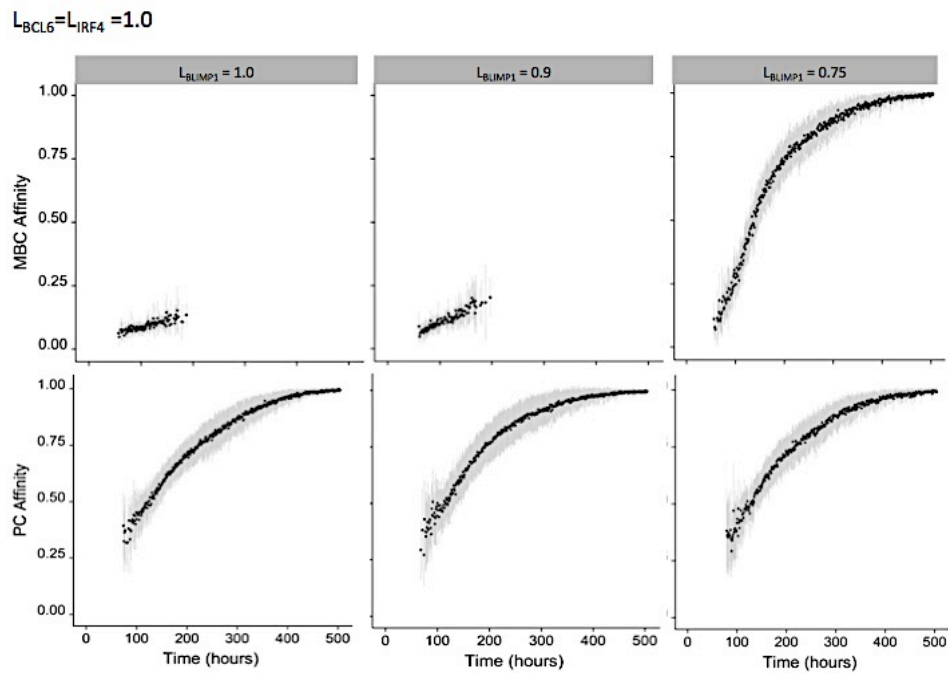 L_BCL6=L_IRF4 =1.0
L_BLIMP1 = 1.0 L_BLIMP1 = 0.9 L_BLIMP1 = 0.75
MBC Affinity
1.00
0.75
0.50
0.25
0.00
PC Affinity
1.00
0.75
0.50
0.25
0.00
0 100 200 300 400 500 0 100 200 300 400 500 0 100 200 300 400 500
Time (hours) Time (hours) Time (hours)